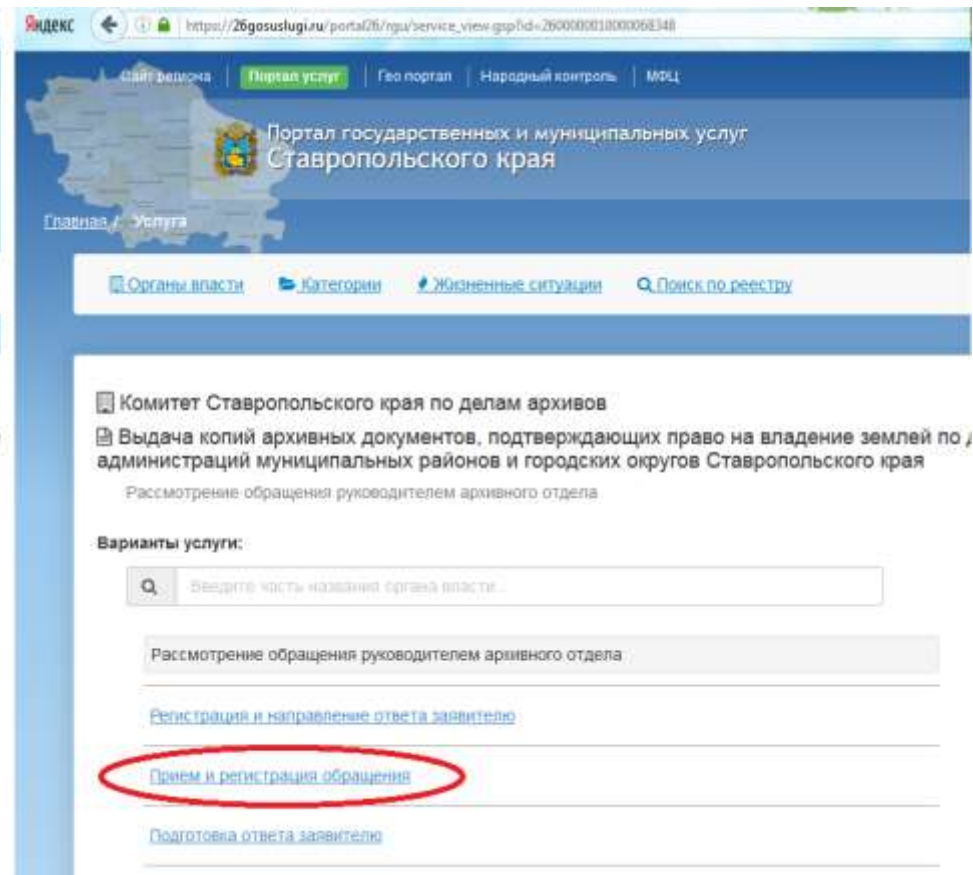 Яндекс
https://26gosuslugi.ru/portal26/rgu/service_view.gsp?id=2600000010000068348
Сайт региона Портал услуг Геопортал Народный контроль МФЦ
Портал государственных и муниципальных услуг
Ставропольского края
Главная / Услуга
Органы власти Категории Жизненные ситуации Поиск по реестру
Комитет Ставропольского края по делам архивов
Выдача копий архивных документов, подтверждающих право на владение землей по
администраций муниципальных районов и городских округов Ставропольского края
Рассмотрение обращения руководителем архивного отдела
Варианты услуги:
Введите часть названия органа власти...
Рассмотрение обращения руководителем архивного отдела
Регистрация и направление ответа заявителю
Прием и регистрация обращения
Подготовка ответа заявителю